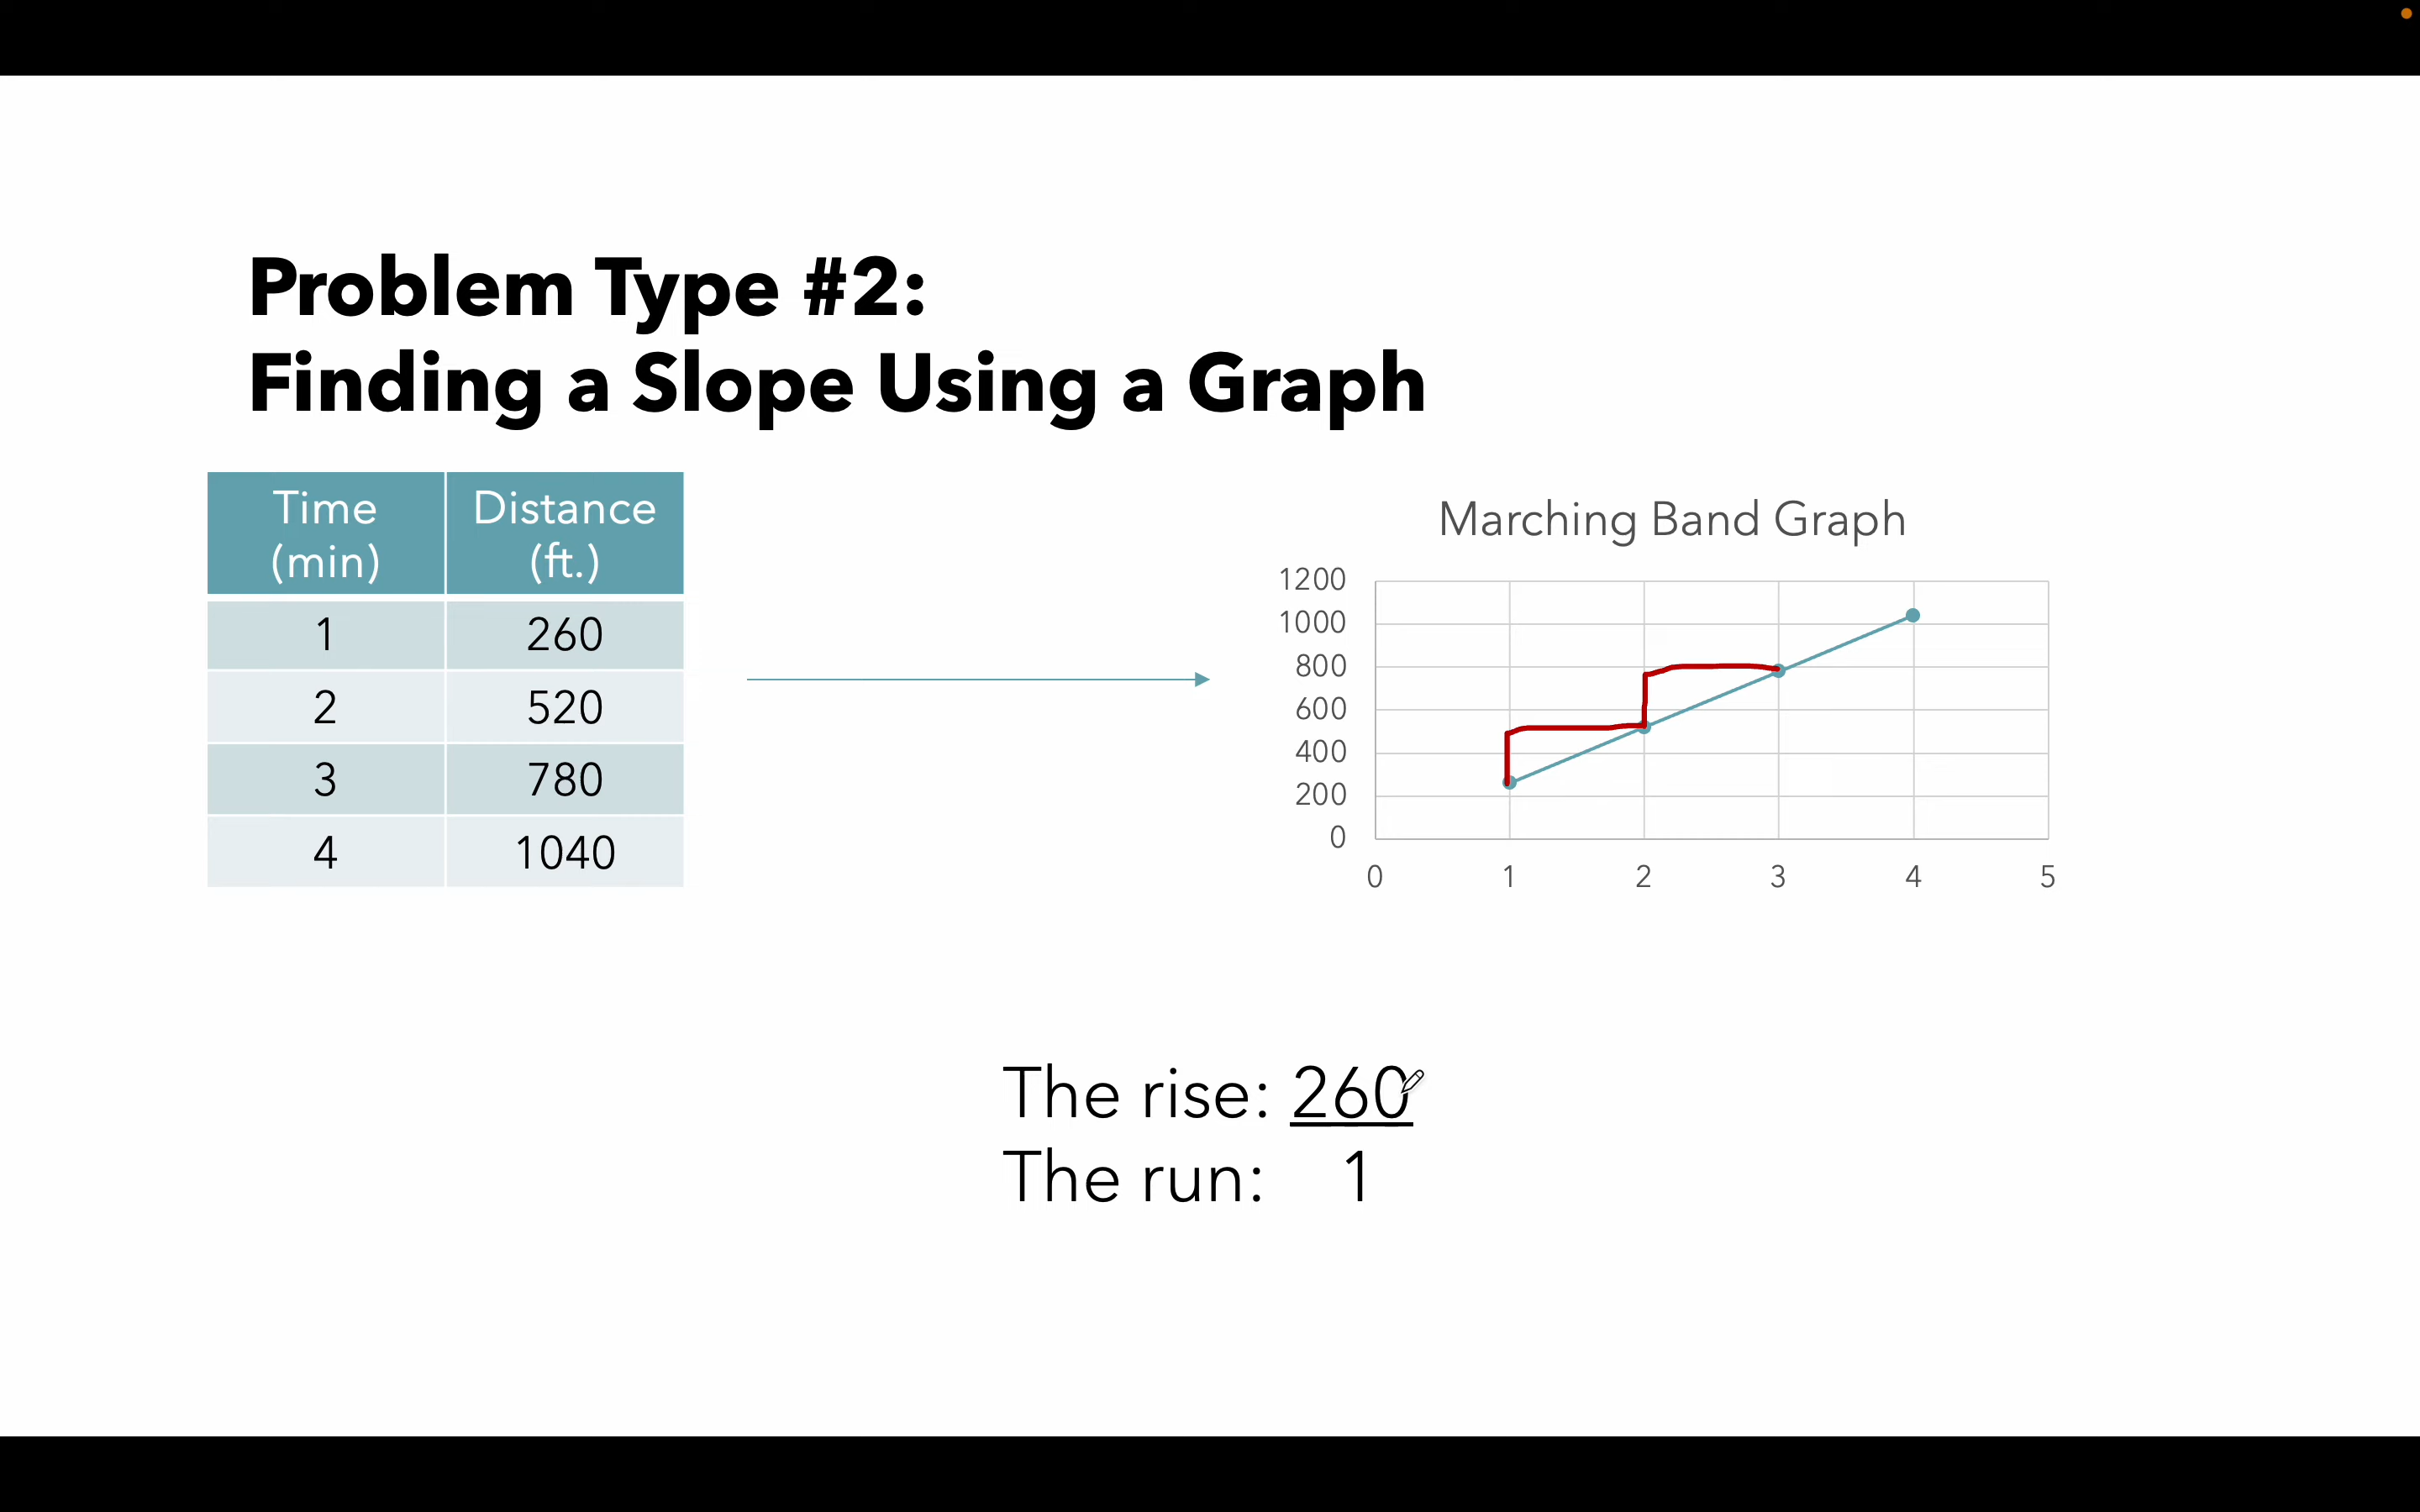 Problem Type #2:
Finding a Slope Using a Graph
Time
(min)
Distance
(ft.)
1
260
2
520
3
780
4
1040
Marching Band Graph
1200
1000
800
600
400
200
0
0
1
2
3
4
5
The rise: 260
The run: 1